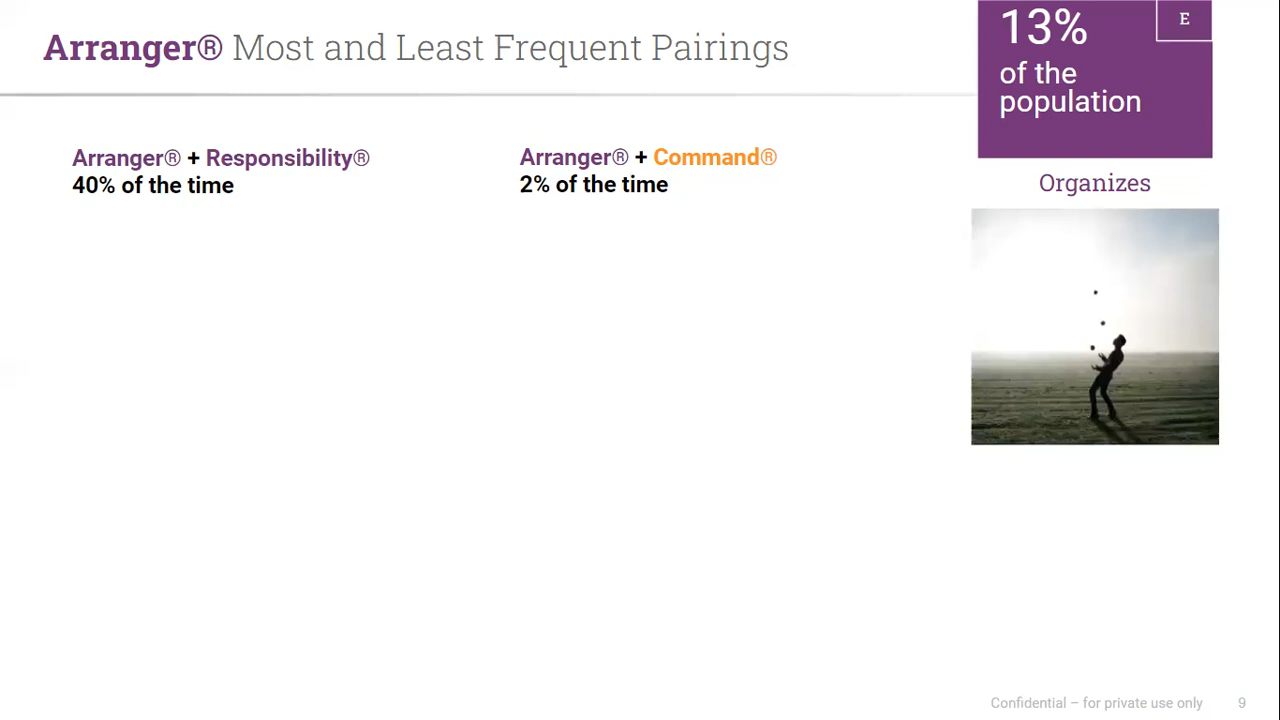 Arranger® Most and Least Frequent Pairings
13%
E
of the
population
Arranger® + Responsibility®
40% of the time
Arranger® + Command®
2% of the time
Organizes
Confidential – for private use only
9